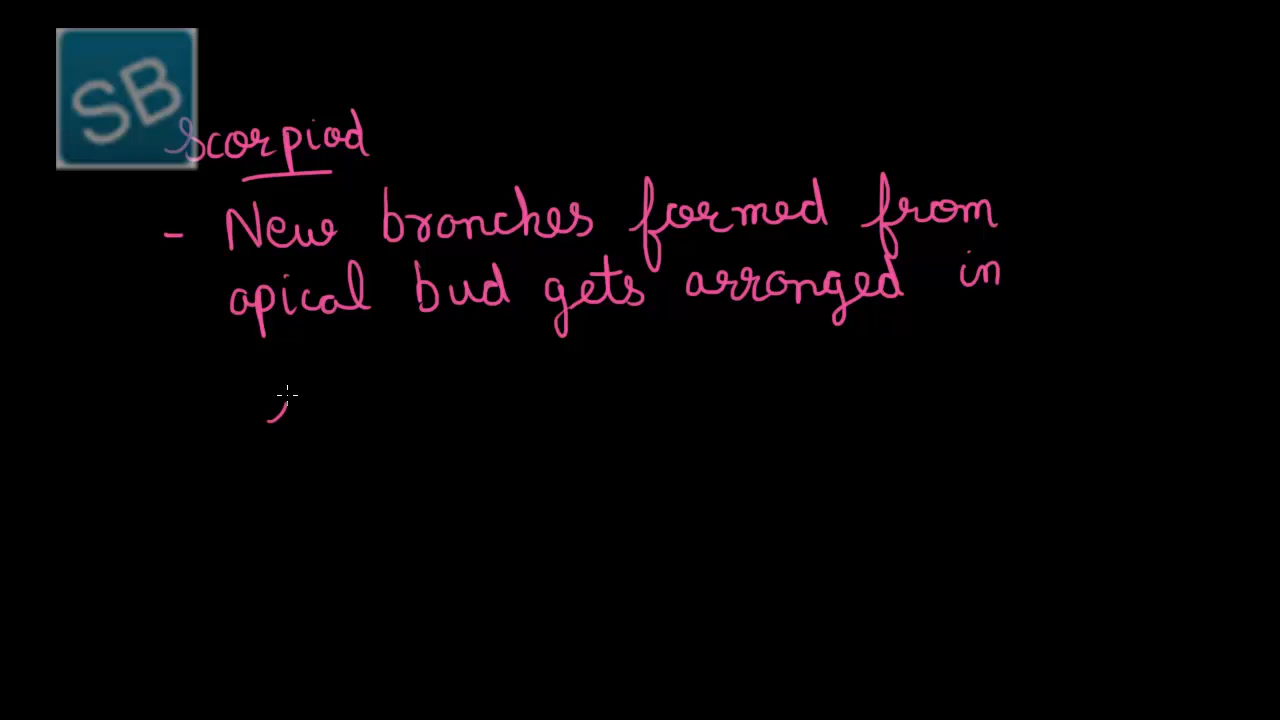 SB
Scorpiod
- New branches formed from
apical bud gets arranged in